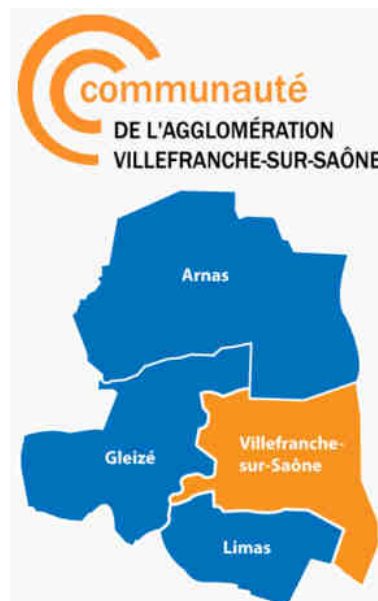 communauté
DE L'AGGLOMÉRATION
VILLEFRANCHE-SUR-SAÔNE
Arnas
Gleizé
Villefranche-
sur-Saône
Limas